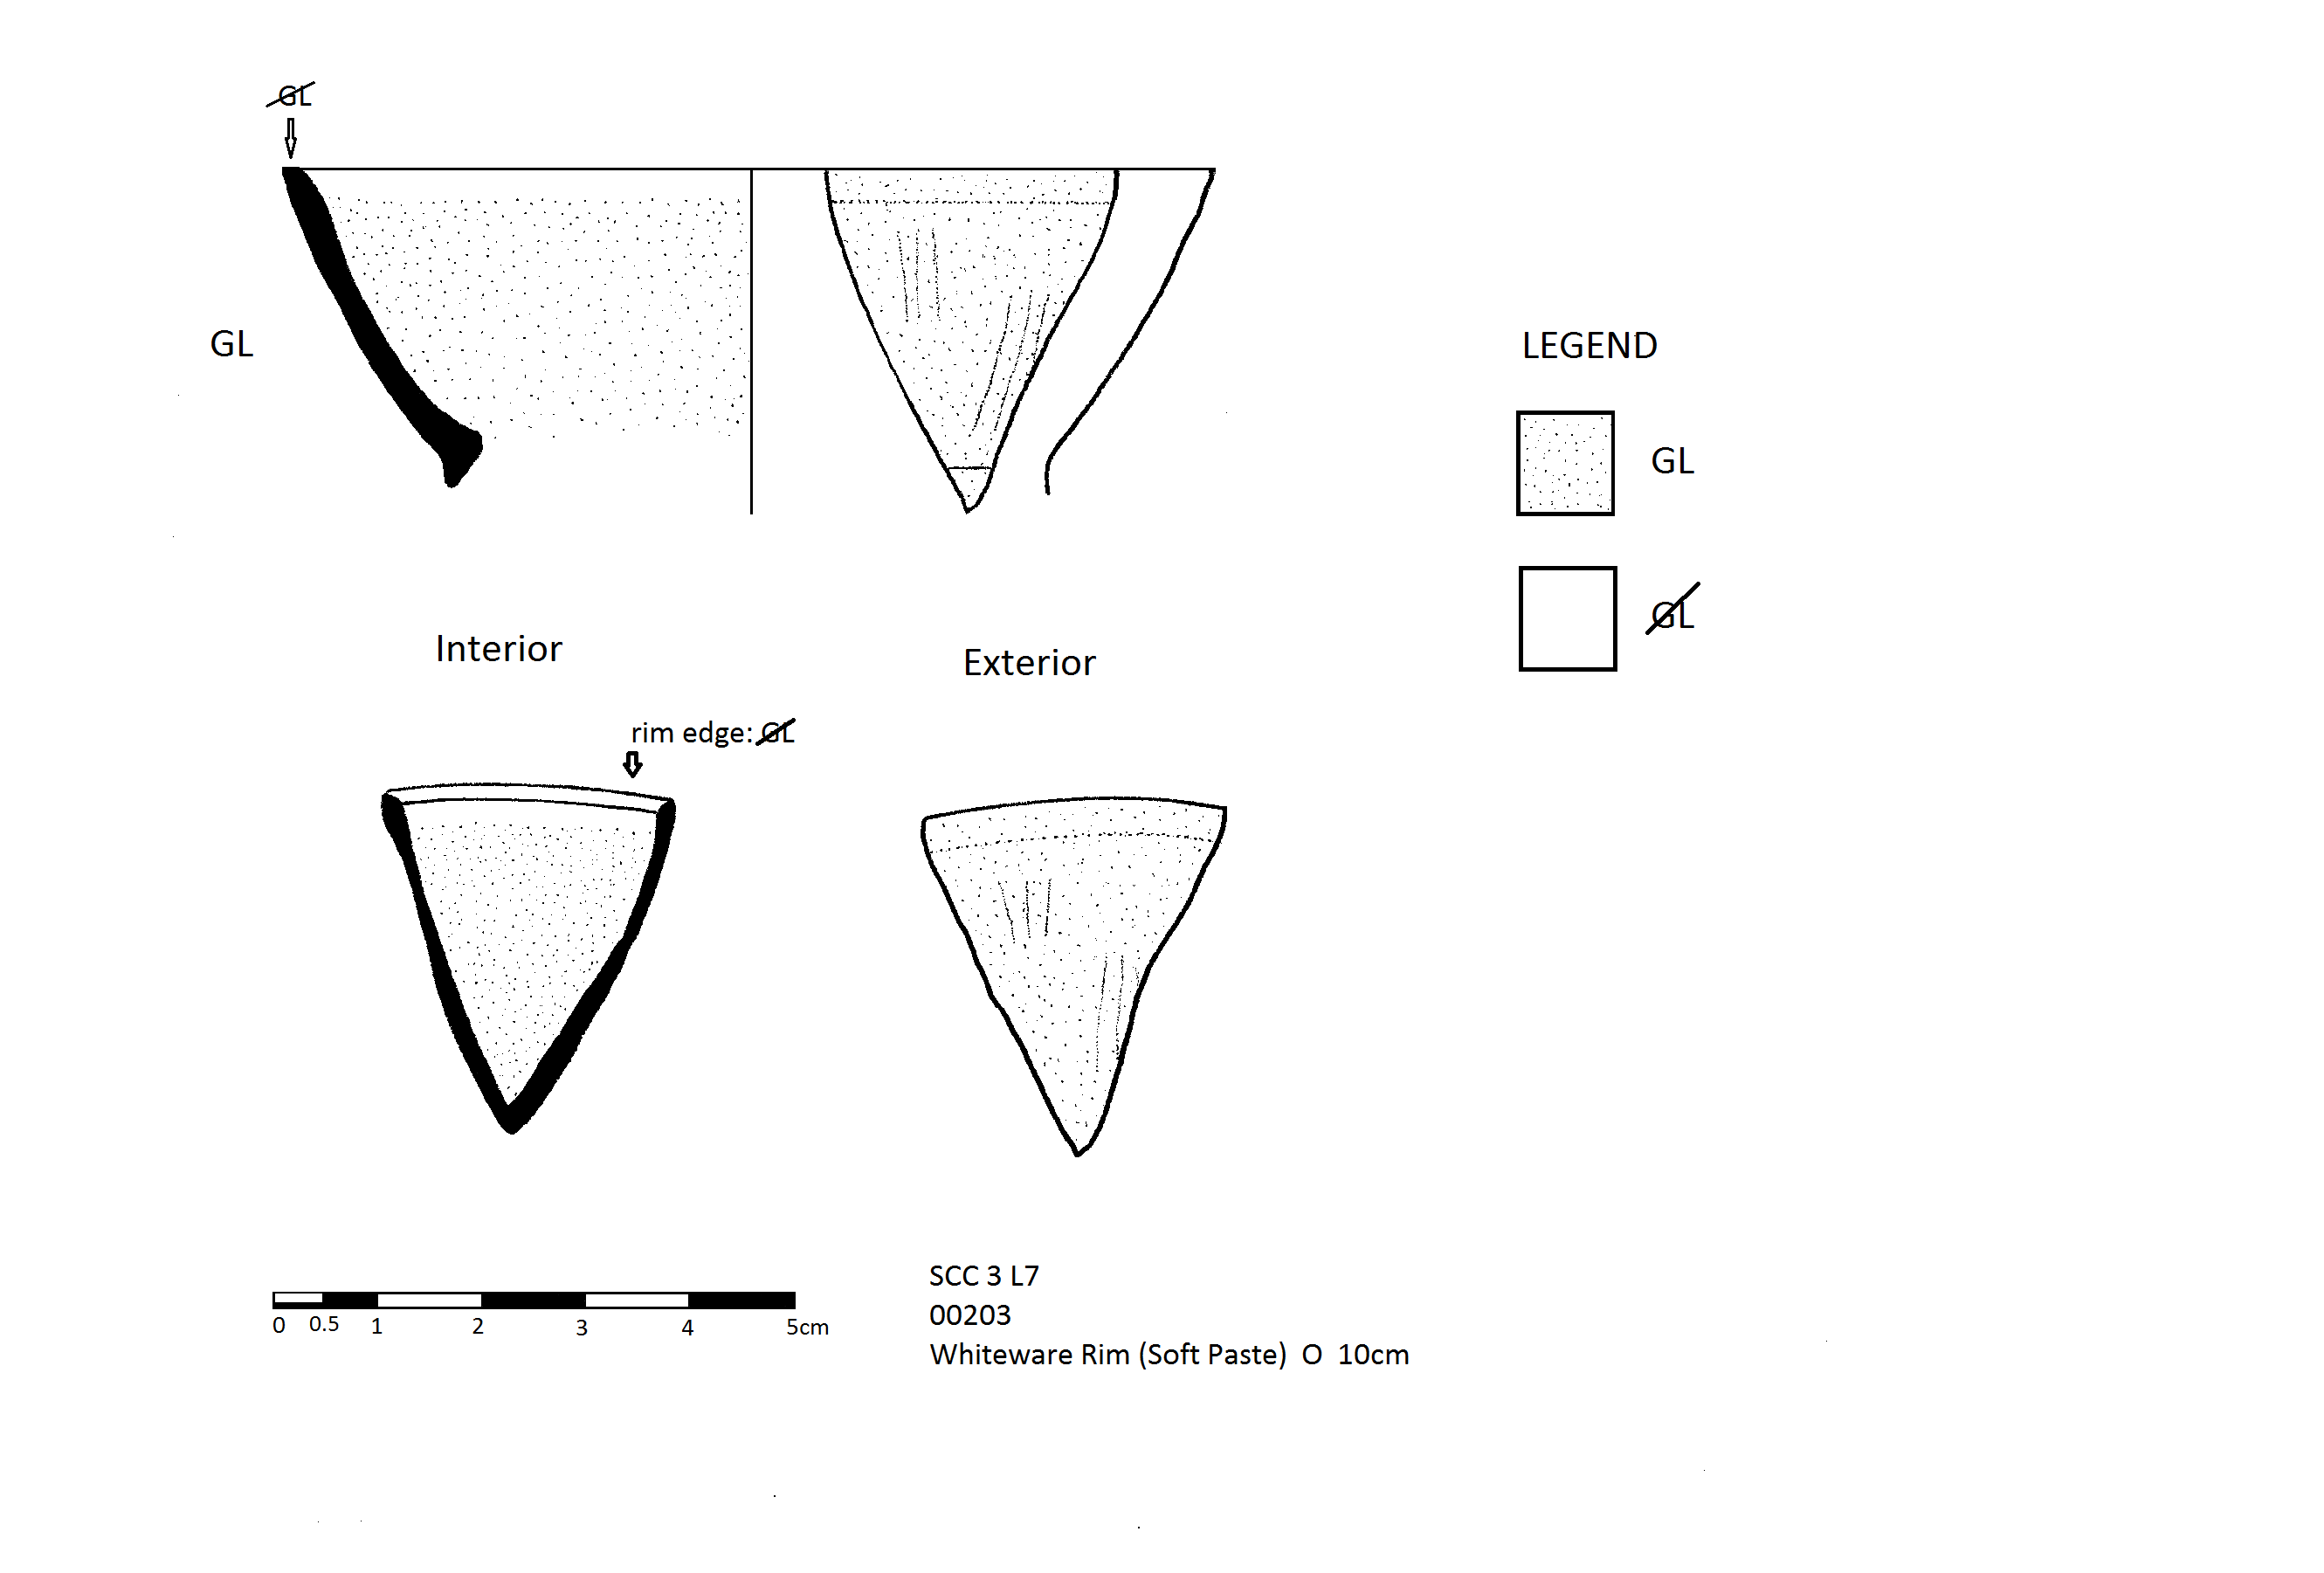 GL
GL
LEGEND
GL
GL
Interior
Exterior
rim edge: GL
0 0.5 1 2 3 4 5cm
SCC 3 L7
00203
Whiteware Rim (Soft Paste) O 10cm